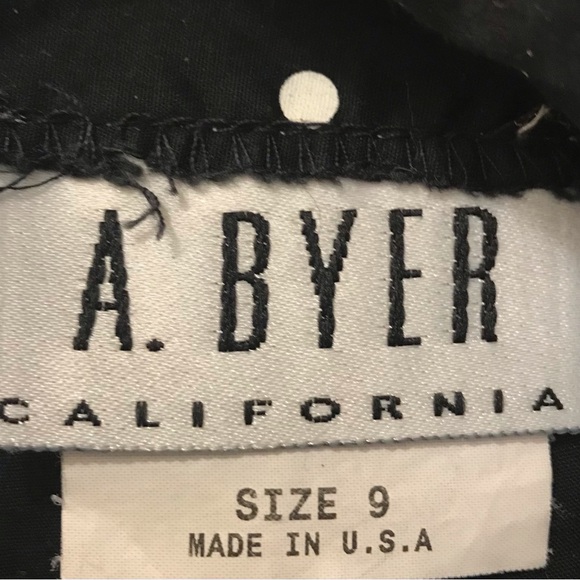 A. BYER
CALIFORNIA
SIZE 9
MADE IN U.S.A